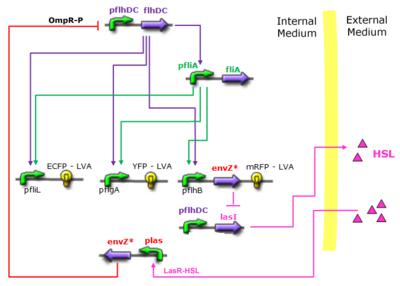 pflhDC flhDC
OmpR-P
Internal
Medium
External
Medium
pfliA
fliA
ECFP - LVA
YFP - LVA
envZ*
mRFP - LVA
pfliL
pflgA
pflhB
HSL
pflhDC
lasI
envZ*
plas
LasR-HSL